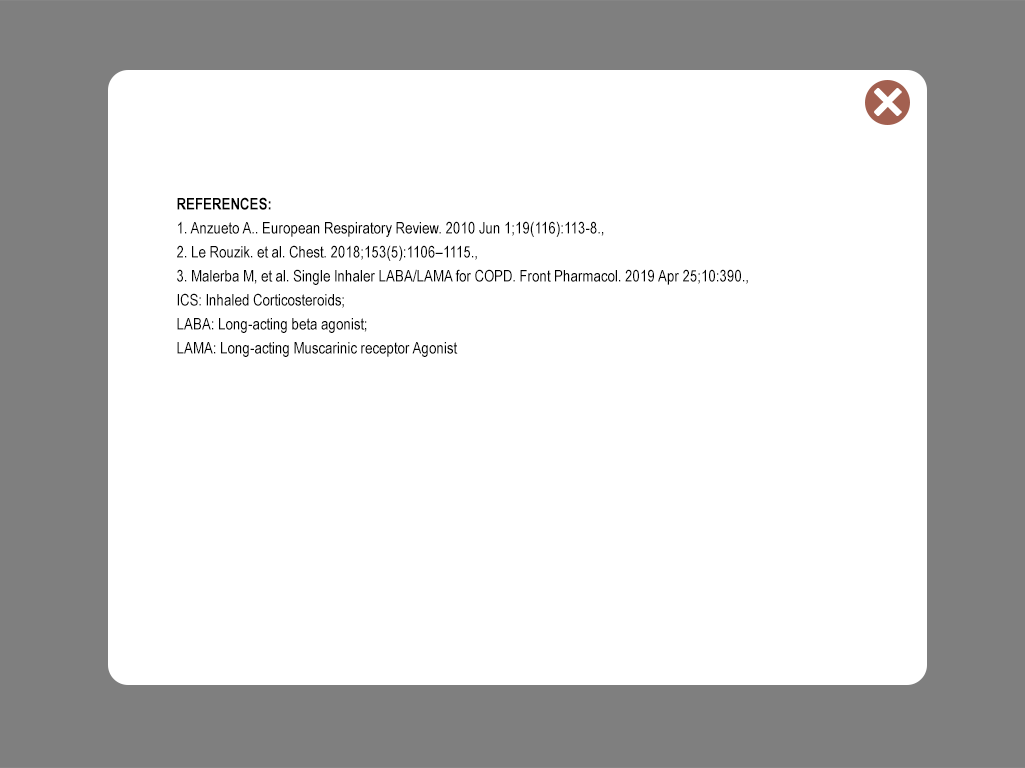 REFERENCES:
1. Anzueto A.. European Respiratory Review. 2010 Jun 1;19(116):113-8.,
2. Le Rouzik. et al. Chest. 2018;153(5):1106–1115.,
3. Malerba M, et al. Single Inhaler LABA/LAMA for COPD. Front Pharmacol. 2019 Apr 25;10:390.,
ICS: Inhaled Corticosteroids;
LABA: Long-acting beta agonist;
LAMA: Long-acting Muscarinic receptor Agonist